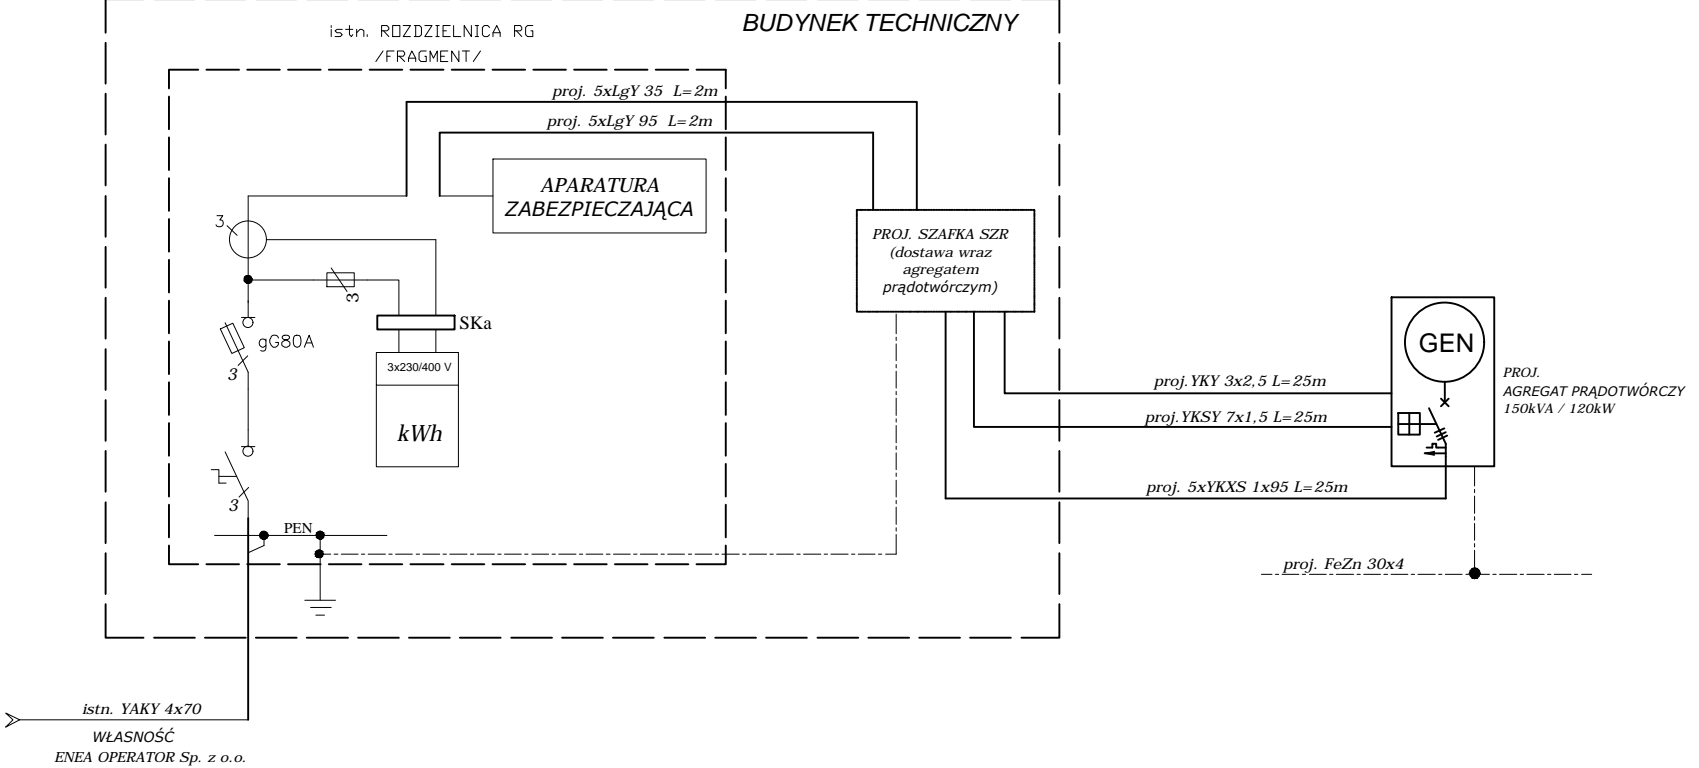 BUDYNEK TECHNICZNY
istn. ROZDZIELNICA RG
/FRAGMENT/
proj. 5xLgY 35 L=2m
proj. 5xLgY 95 L=2m
APARATURA
ZABEZPIECZAJĄCA
3
3
SKa
gG80A
3
3x230/400 V
kWh
3
PEN
PROJ. SZAFKA SZR
(dostawa wraz
agregatem
prądotwórczym)
GEN
PROJ.
AGREGAT PRĄDOTWÓRCZY
150kVA / 120kW
proj. YKY 3x2,5 L=25m
proj. YKSY 7x1,5 L=25m
proj. 5xYKXS 1x95 L=25m
proj. FeZn 30x4
istn. YAKY 4x70
WŁASNOŚĆ
ENEA OPERATOR Sp. z o.o.